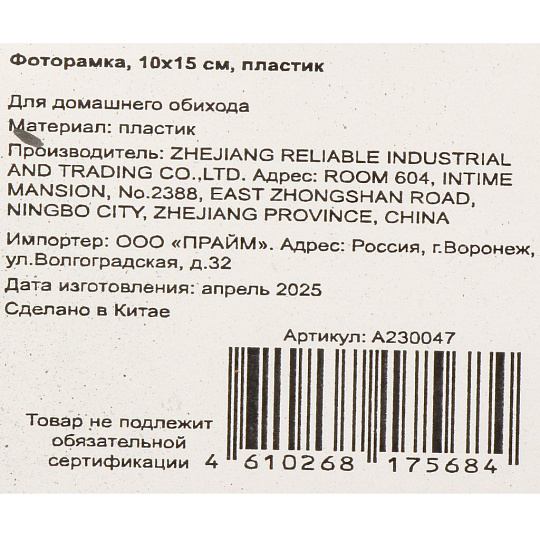 Фоторамка, 10x15 см, пластик
Для домашнего обихода
Материал: пластик
Производитель: ZHEJIANG RELIABLE INDUSTRIAL
AND TRADING CO.,LTD. Адрес: ROOM 604, INTIME
MANSION, No.2388, EAST ZHONGSHAN ROAD,
NINGBO CITY, ZHEJIANG PROVINCE, CHINA
Импортер: ООО «ПРАЙМ». Адрес: Россия, г.Воронеж,
ул.Волгоградская, д.32
Дата изготовления: апрель 2025
Сделано в Китае
Артикул: A230047
Товар не подлежит
обязательной
сертификации
4 610268 175684